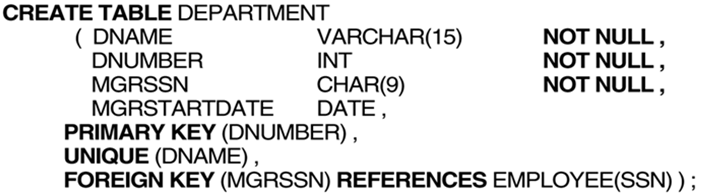 CREATE TABLE DEPARTMENT
( DNAME VARCHAR(15) NOT NULL ,
DNUMBER INT NOT NULL ,
MGRSSN CHAR(9) NOT NULL ,
MGRSTARTDATE DATE ,
PRIMARY KEY (DNUMBER) ,
UNIQUE (DNAME) ,
FOREIGN KEY (MGRSSN) REFERENCES EMPLOYEE(SSN) ) ;